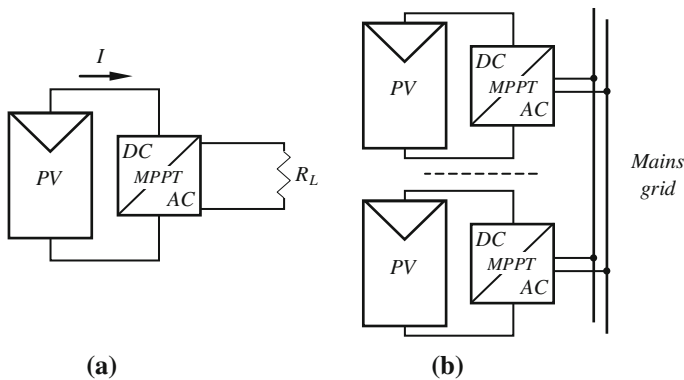 I
PV
DC
MPPT
AC
R_L
(a)
PV
DC
MPPT
AC
PV
DC
MPPT
AC
Mains
grid
(b)